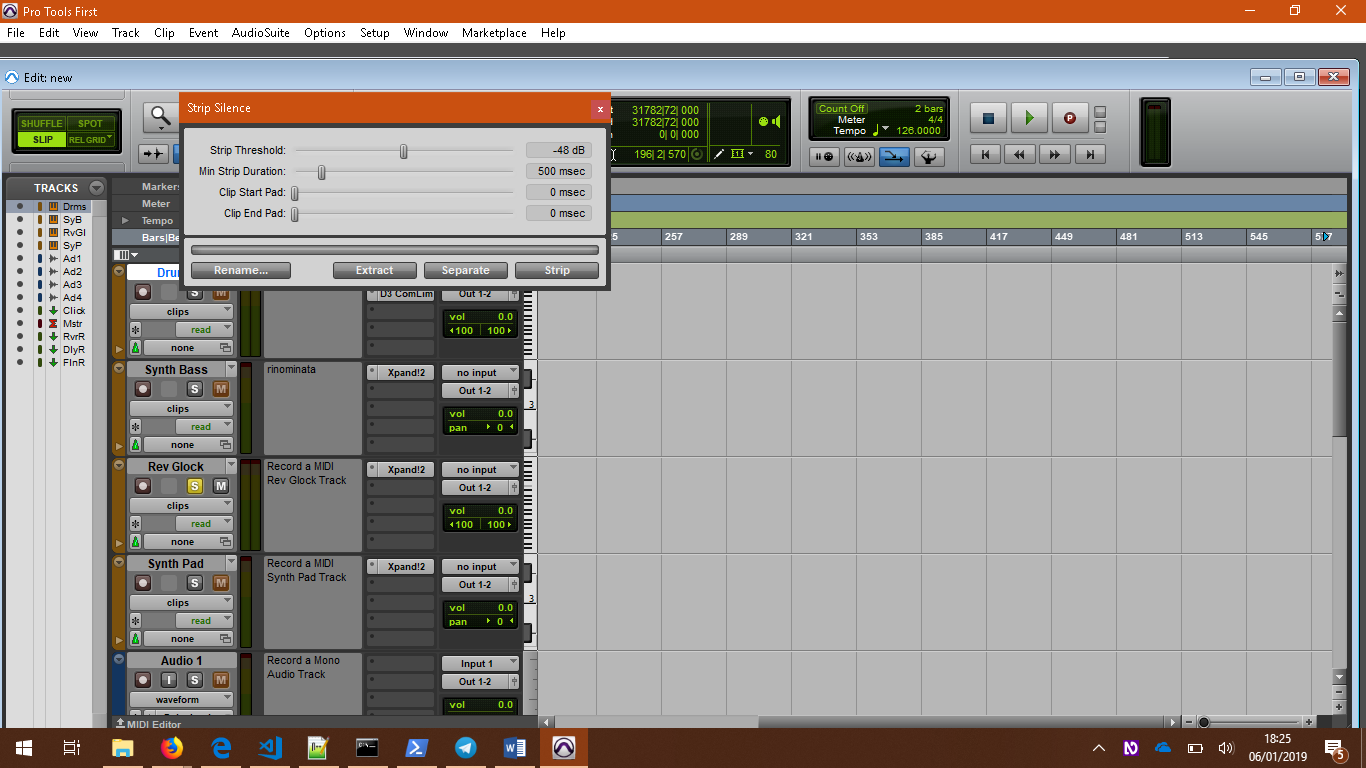 Pro Tools First
File Edit View Track Clip Event AudioSuite Options Setup Window Marketplace Help
Edit: new
SHUFFLE SPOT
SLIP REL GRID
Strip Silence
Strip Threshold: -48 dB
Min Strip Duration: 500 msec
Clip Start Pad: 0 msec
Clip End Pad: 0 msec
Rename... Extract Separate Strip
31782|72| 000
31782|72| 000
0| 0| 000
196| 2| 570
80
Count Off 2 bars
Meter 4/4
Tempo 126.0000
TRACKS
Drms
SyB
RvGl
SyP
Ad1
Ad2
Ad3
Ad4
Click
Mstr
RvrR
DlyR
FlnR
Markers
Meter
Tempo
Bars|Be
257 289 321 353 385 417 449 481 513 545 577
Dru
S M
D3 ComLim
Out 1-2
clips
read
none
vol 0.0
100 100
Synth Bass
rinominata
Xpand!2
no input
Out 1-2
S M
clips
read
none
vol 0.0
pan 0
3
Rev Glock
Record a MIDI
Rev Glock Track
Xpand!2
no input
Out 1-2
S M
clips
read
none
vol 0.0
100 100
Synth Pad
Record a MIDI
Synth Pad Track
Xpand!2
no input
Out 1-2
S M
clips
read
none
vol 0.0
pan 0
3
Audio 1
Record a Mono
Audio Track
Input 1
Out 1-2
I S M
waveform
vol 0.0
MIDI Editor
18:25
06/01/2019
5